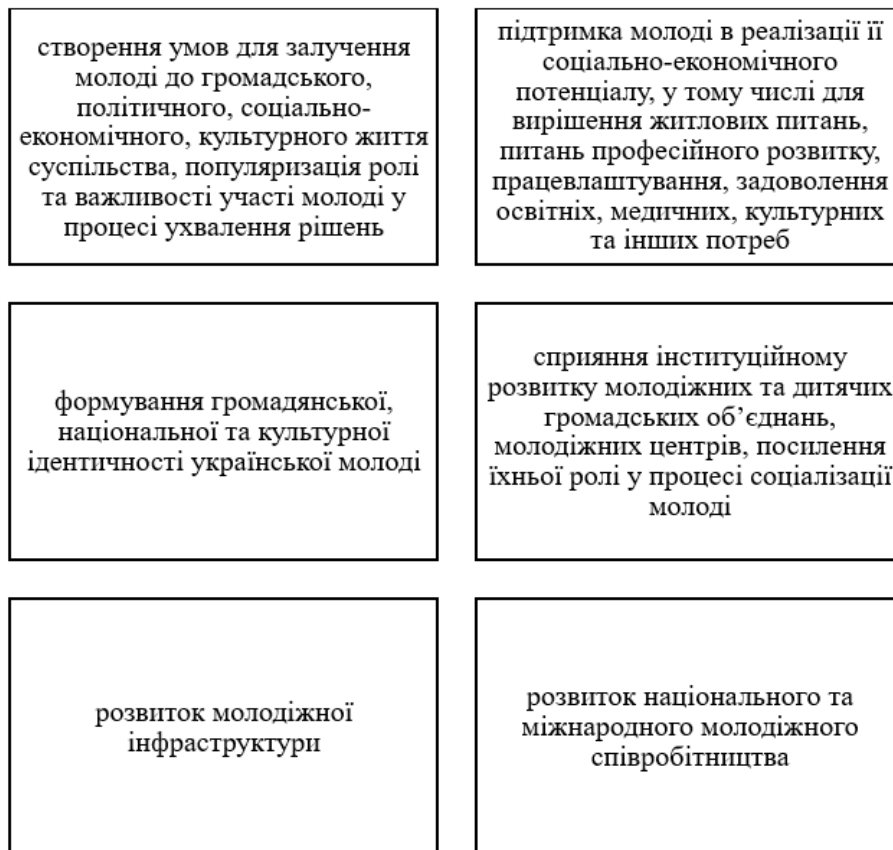 створення умов для залучення
молоді до громадського,
політичного, соціально-
економічного, культурного життя
суспільства, популяризація ролі
та важливості участі молоді у
процесі ухвалення рішень
підтримка молоді в реалізації її
соціально-економічного
потенціалу, у тому числі для
вирішення житлових питань,
питань професійного розвитку,
працевлаштування, задоволення
освітніх, медичних, культурних
та інших потреб
формування громадянської,
національної та культурної
ідентичності української молоді
сприяння інституційному
розвитку молодіжних та дитячих
громадських об’єднань,
молодіжних центрів, посилення
їхньої ролі у процесі соціалізації
молоді
розвиток молодіжної
інфраструктури
розвиток національного та
міжнародного молодіжного
співробітництва